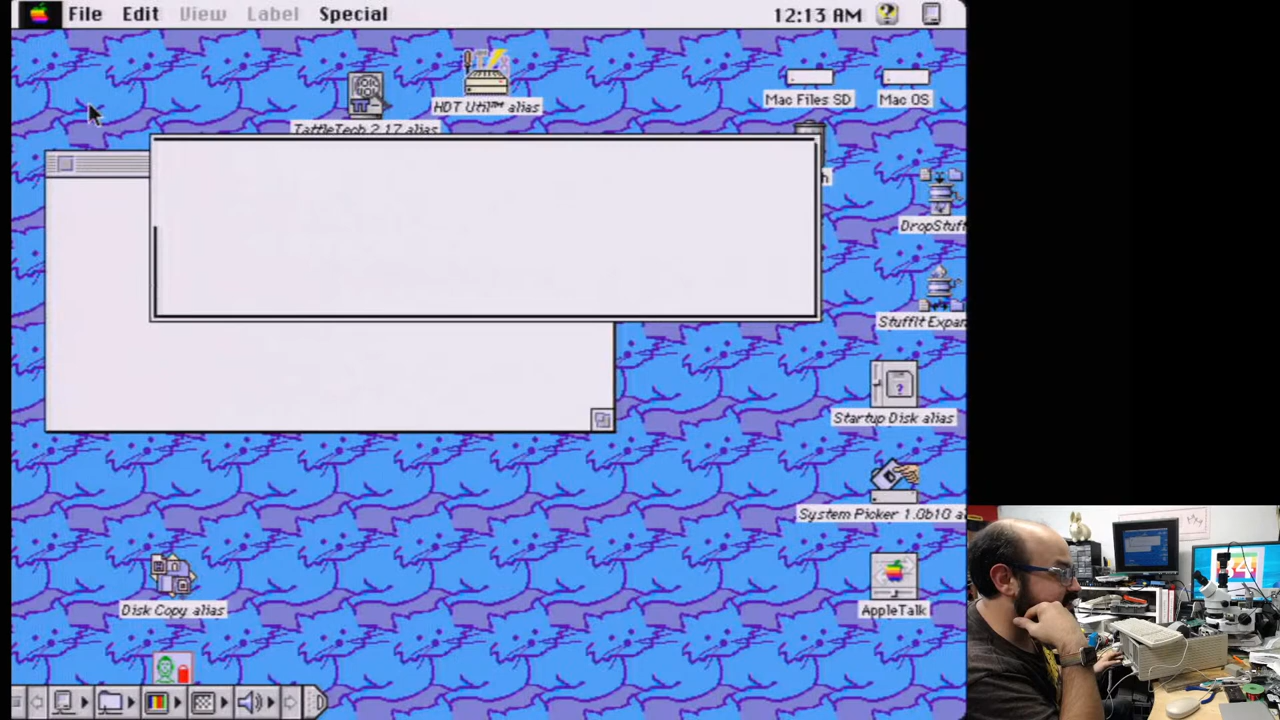 File Edit View Label Special 12:13 AM
HDT Util™ alias
Mac Files SD
Mac OS
TattleTech 2.17 alias
h
DropStuff
StuffIt Expan
Startup Disk alias
System Picker 1.0b10 al
Disk Copy alias
AppleTalk